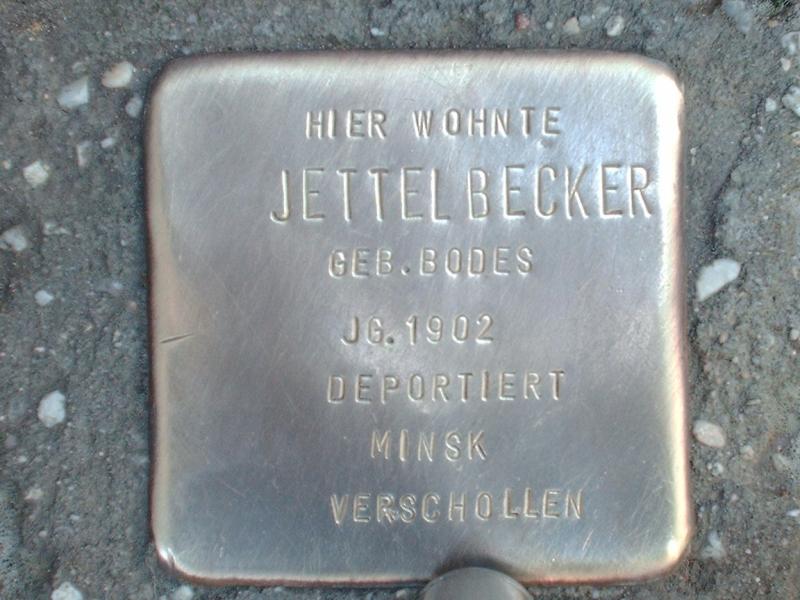 HIER WOHNTE
JETTEL BECKER
GEB. BODES
JG. 1902
DEPORTIERT
MINSK
VERSCHOLLEN